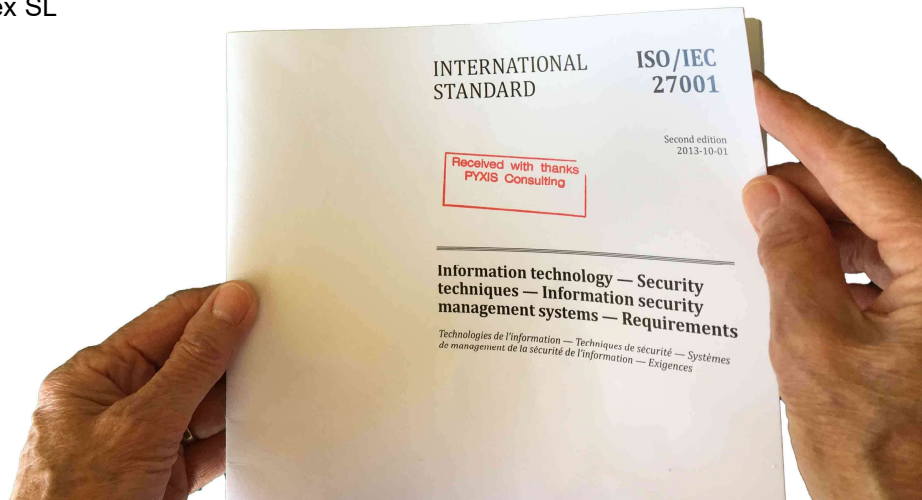 ex SL
INTERNATIONAL
STANDARD
ISO/IEC
27001
Second edition
2013-10-01
Received with thanks
PYXIS Consulting
Information technology — Security
techniques — Information security
management systems — Requirements
Technologies de l'information — Techniques de sécurité — Systèmes
de management de la sécurité de l'information — Exigences